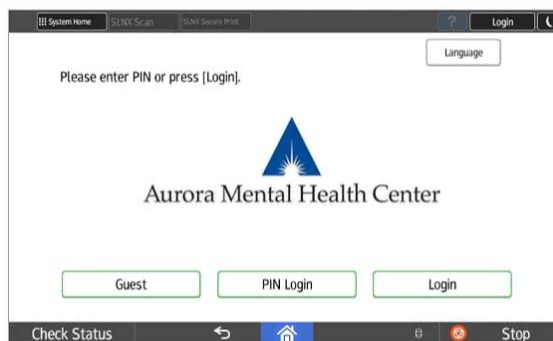 System Home SLNX Scan SLNX Secure Print ? Login
Language
Please enter PIN or press [Login].
Aurora Mental Health Center
Guest PIN Login Login
Check Status Stop